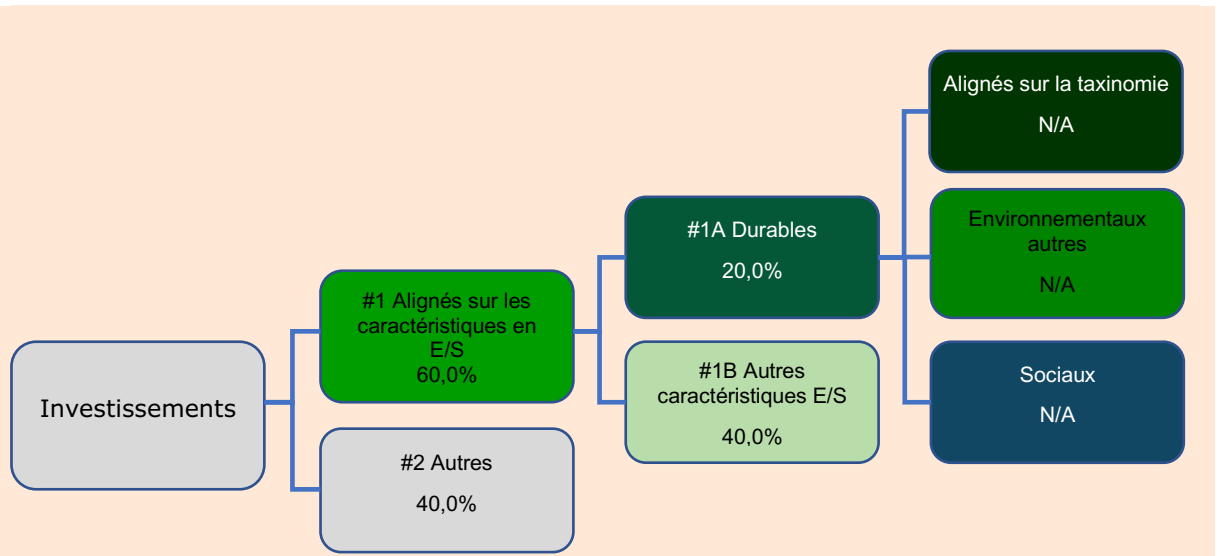 Investissements
#1 Alignés sur les
caractéristiques en
E/S
60,0%
#2 Autres
40,0%
#1A Durables
20,0%
#1B Autres
caractéristiques E/S
40,0%
Alignés sur la taxinomie
N/A
Environnementaux
autres
N/A
Sociaux
N/A